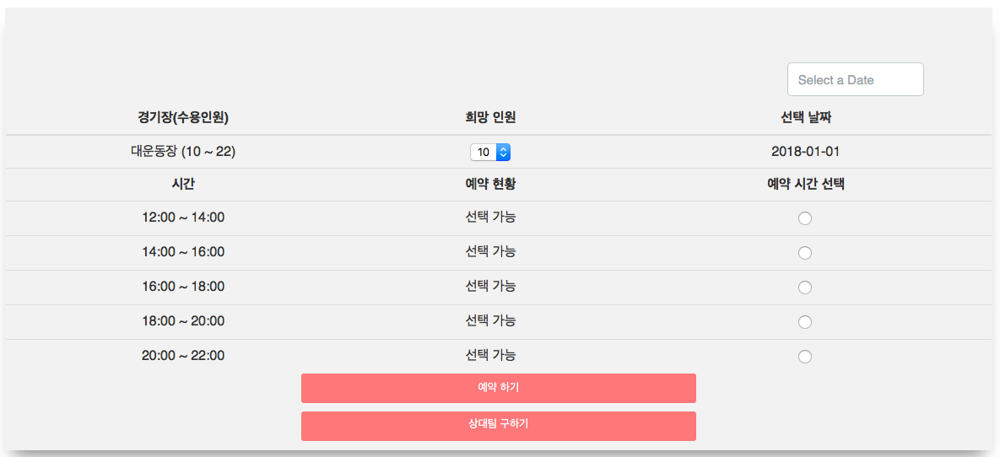 Select a Date
경기장(수용인원) 희망 인원 선택 날짜
대운동장 (10 ~ 22) 10 2018-01-01
시간 예약 현황 예약 시간 선택
12:00 ~ 14:00 선택 가능
14:00 ~ 16:00 선택 가능
16:00 ~ 18:00 선택 가능
18:00 ~ 20:00 선택 가능
20:00 ~ 22:00 선택 가능
예약 하기
상대팀 구하기